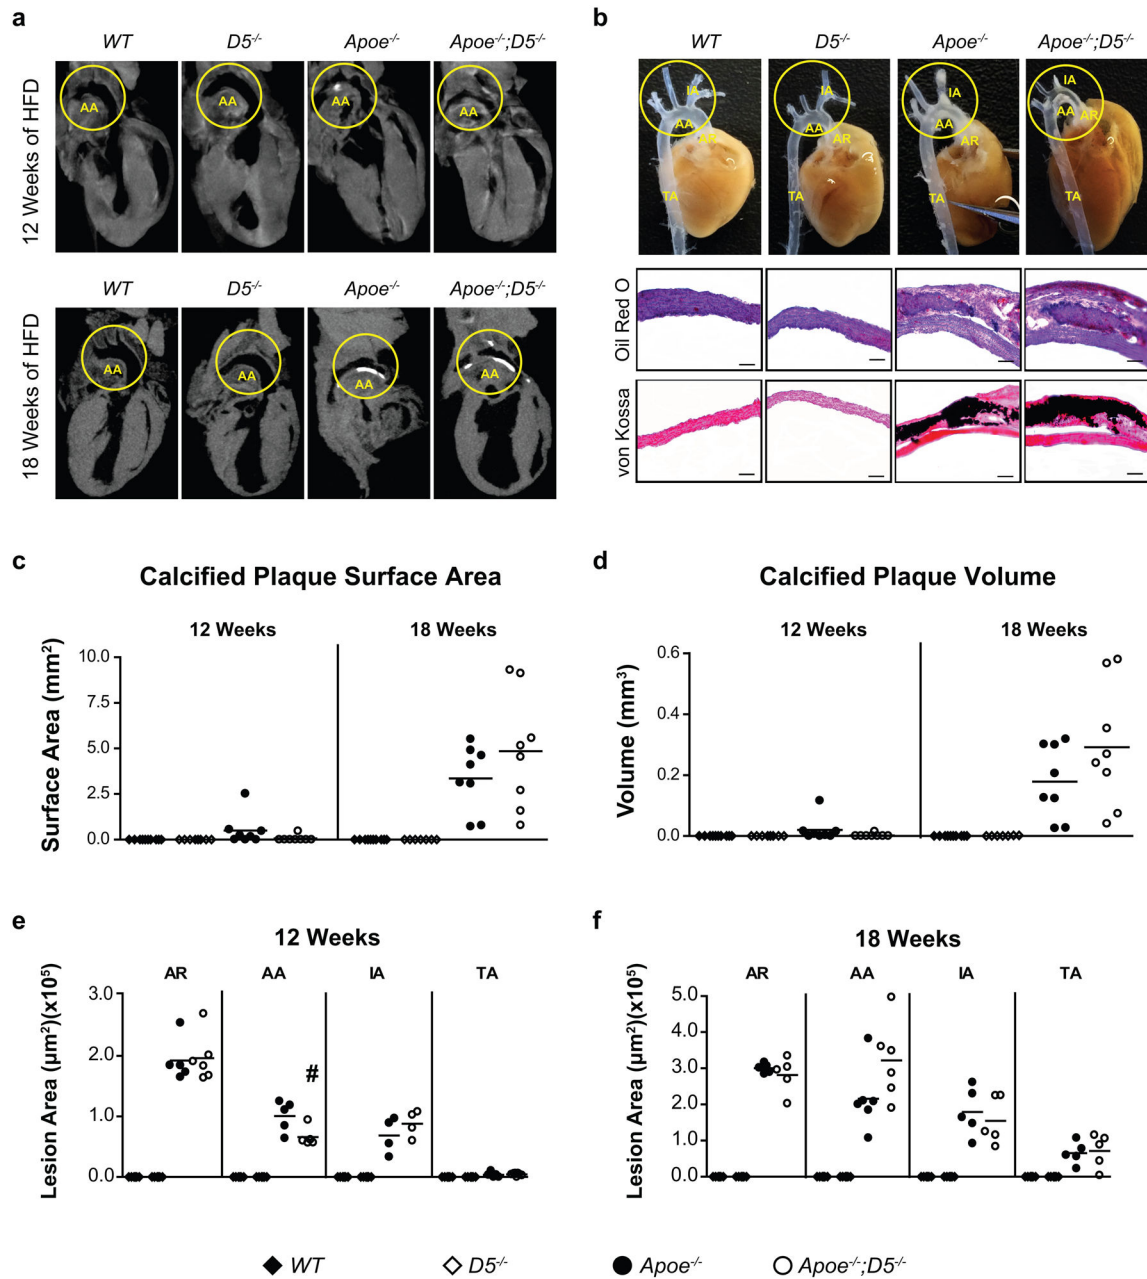 a
WT D5-/- Apoe-/- Apoe-/-;D5-/-
12 Weeks of HFD
AA AA AA AA
WT D5-/- Apoe-/- Apoe-/-;D5-/-
18 Weeks of HFD
AA AA AA AA
b
WT D5-/- Apoe-/- Apoe-/-;D5-/-
IA IA IA IA
AA AA AA AA
AR AR AR AR
TA TA TA TA
Oil Red O
von Kossa
c
Calcified Plaque Surface Area
12 Weeks 18 Weeks
Surface Area (mm²)
10.0
7.5
5.0
2.5
0.0
d
Calcified Plaque Volume
12 Weeks 18 Weeks
Volume (mm³)
0.6
0.4
0.2
0.0
e
12 Weeks
AR AA IA TA
Lesion Area (µm²)(x10⁵)
3.0
2.0
1.0
0.0
#
f
18 Weeks
AR AA IA TA
Lesion Area (µm²)(x10⁵)
5.0
4.0
3.0
2.0
1.0
0.0
WT D5-/- Apoe-/- Apoe-/-;D5-/-